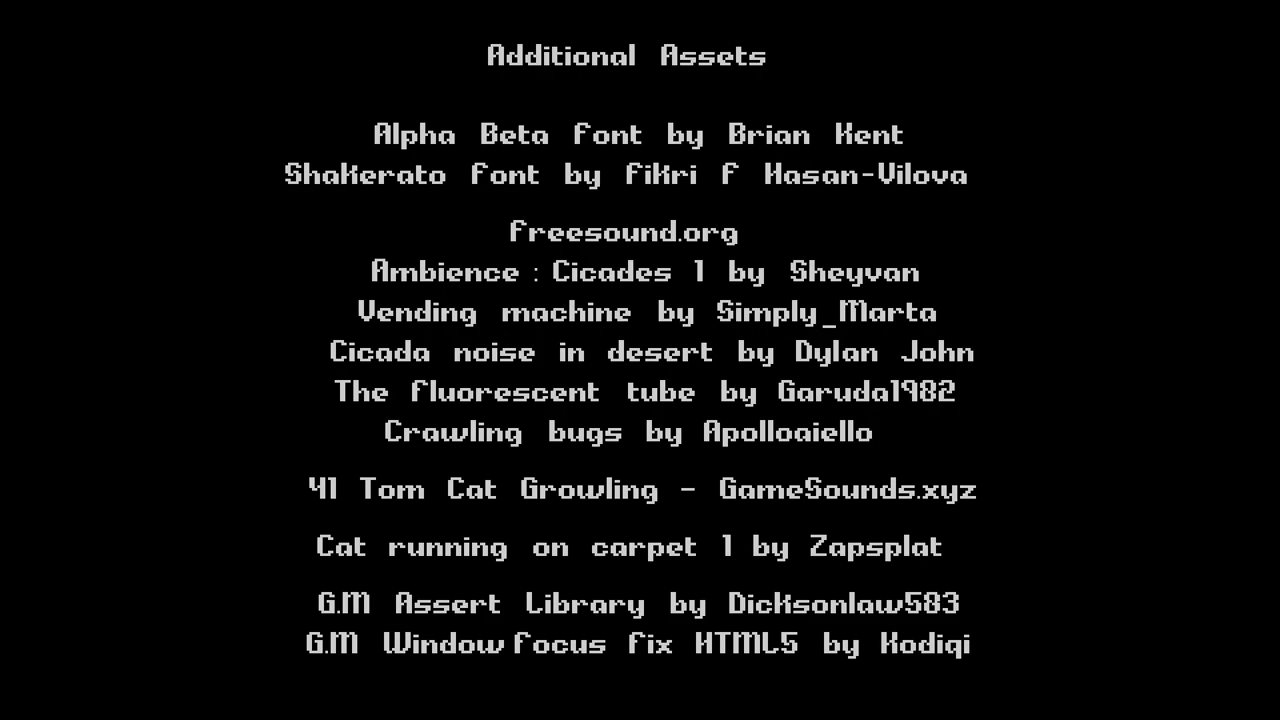 Additional Assets
Alpha Beta font by Brian Kent
Shakerato font by fikri f Hasan-Vilova
freesound.org
Ambience : Cicades 1 by Sheyvan
Vending machine by Simply_Marta
Cicada noise in desert by Dylan John
The fluorescent tube by Garuda1982
Crawling bugs by Apolloaiello
41 Tom Cat Growling - GameSounds.xyz
Cat running on carpet 1 by Zapsplat
G.M Assert Library by Dicksonlaw583
G.M Window focus fix HTML5 by Kodiqi